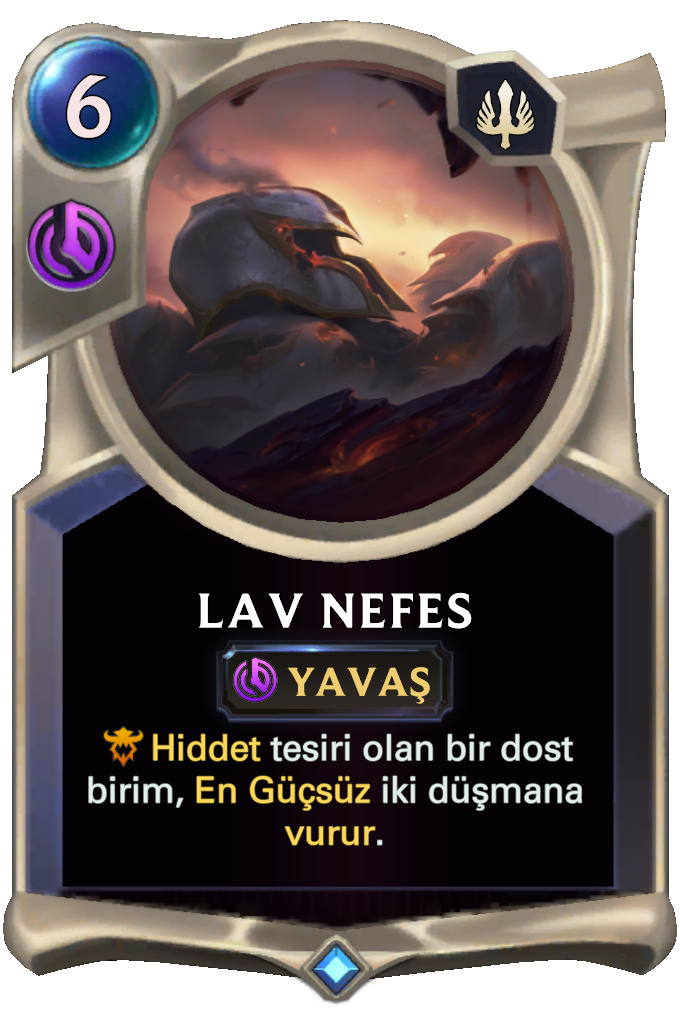 6
LAV NEFES
YAVAŞ
Hiddet tesiri olan bir dost
birim, En Güçsüz iki düşmana
vurur.